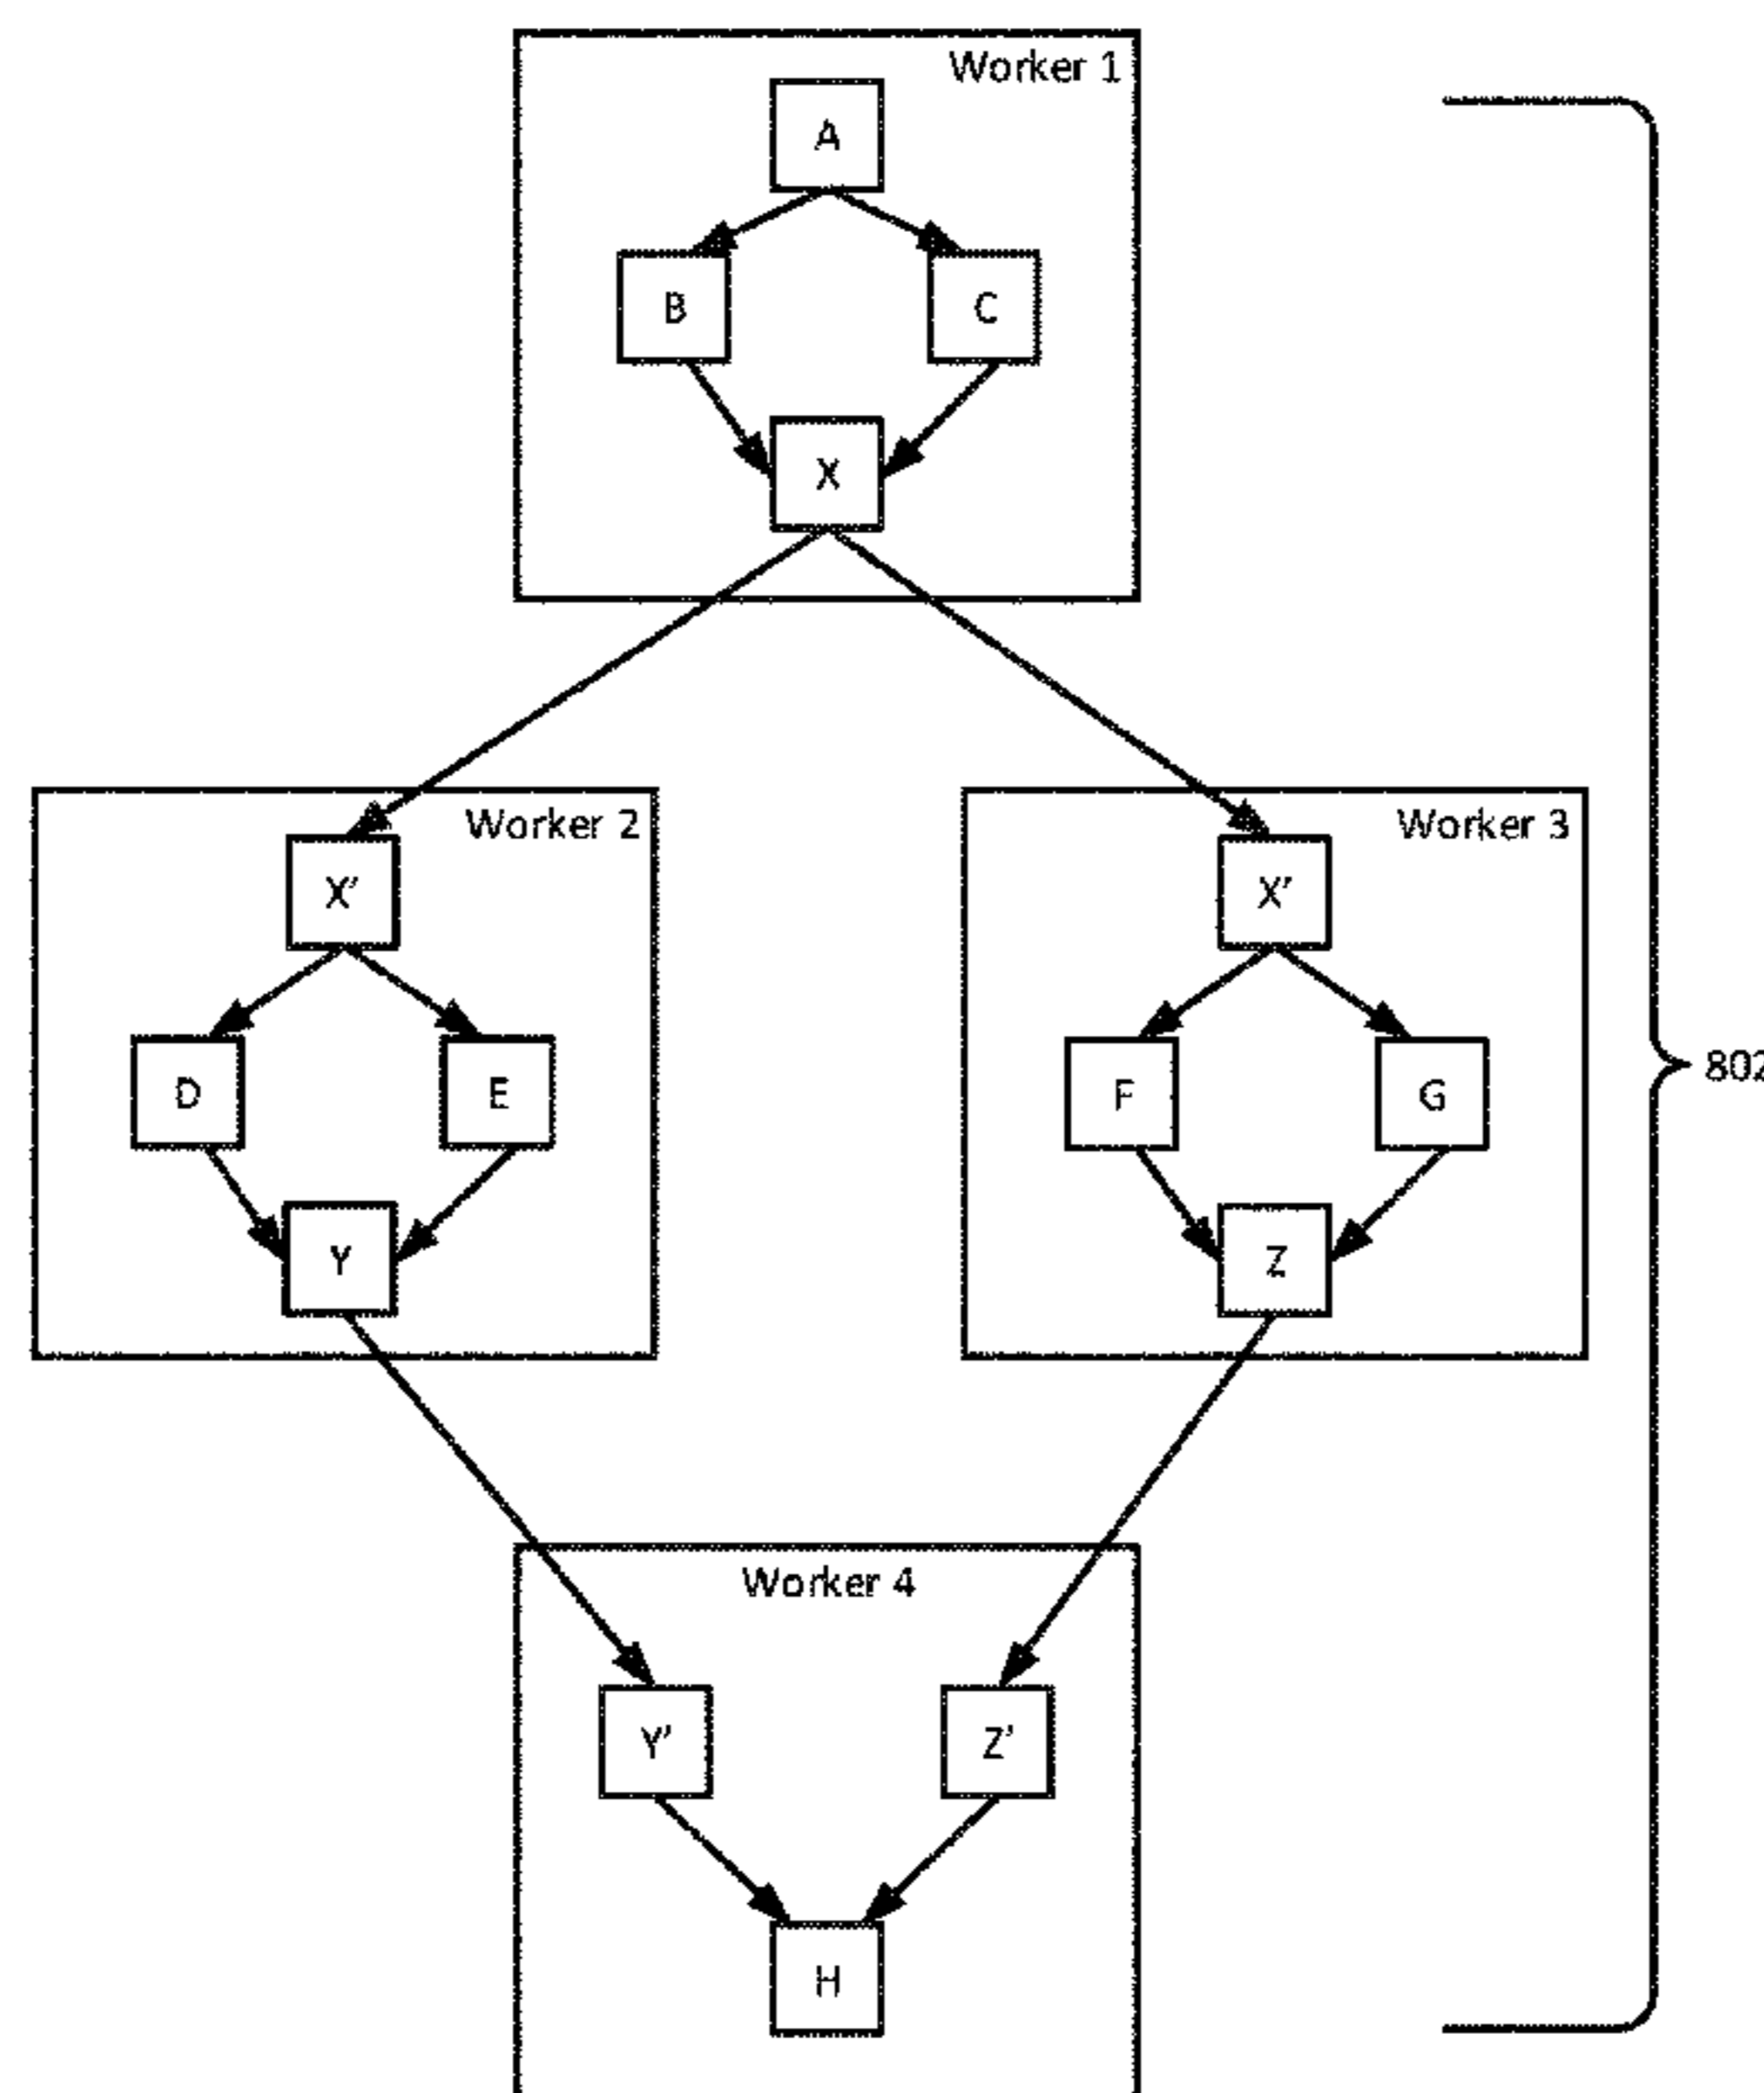 Worker 1
A
B C
X
Worker 2 Worker 3
X' X'
D E F G
802
Y Z
Worker 4
Y' Z'
H